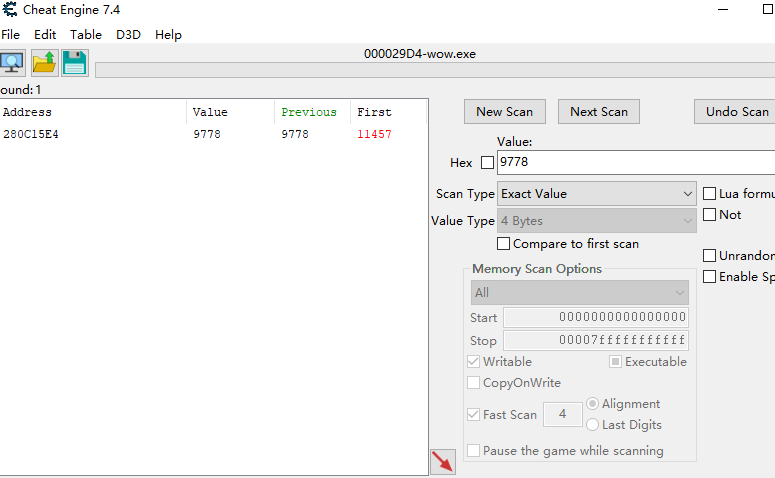 Cheat Engine 7.4
File Edit Table D3D Help
000029D4-wow.exe
ound: 1
Address Value Previous First
280C15E4 9778 9778 11457
New Scan Next Scan Undo Scan
Value:
Hex 9778
Scan Type Exact Value Lua formu
Value Type 4 Bytes Not
Compare to first scan
Unrandor
Memory Scan Options
Enable Sp
All
Start 0000000000000000
Stop 00007fffffffffff
Writable Executable
CopyOnWrite
Fast Scan 4 Alignment
Last Digits
Pause the game while scanning